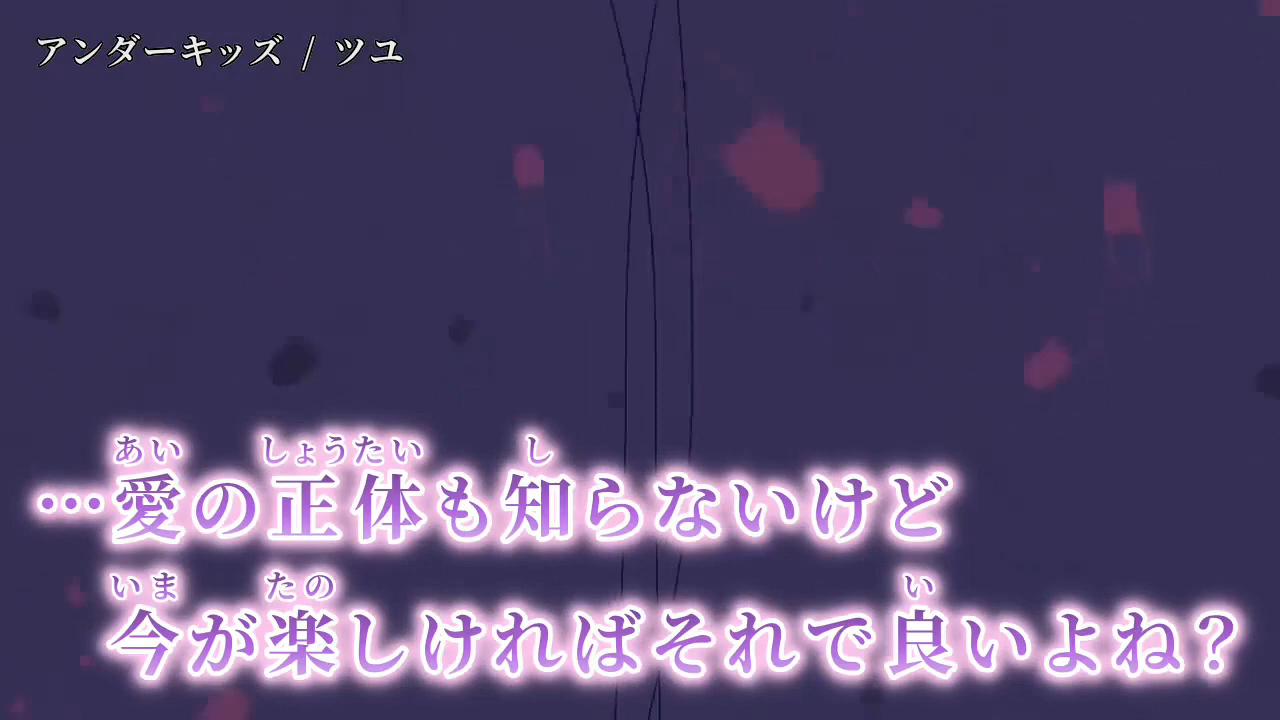 アンダーキッズ / ツユ
あい しょうたい し
…愛の正体も知らないけど
いま たの い
今が楽しければそれで良いよね？